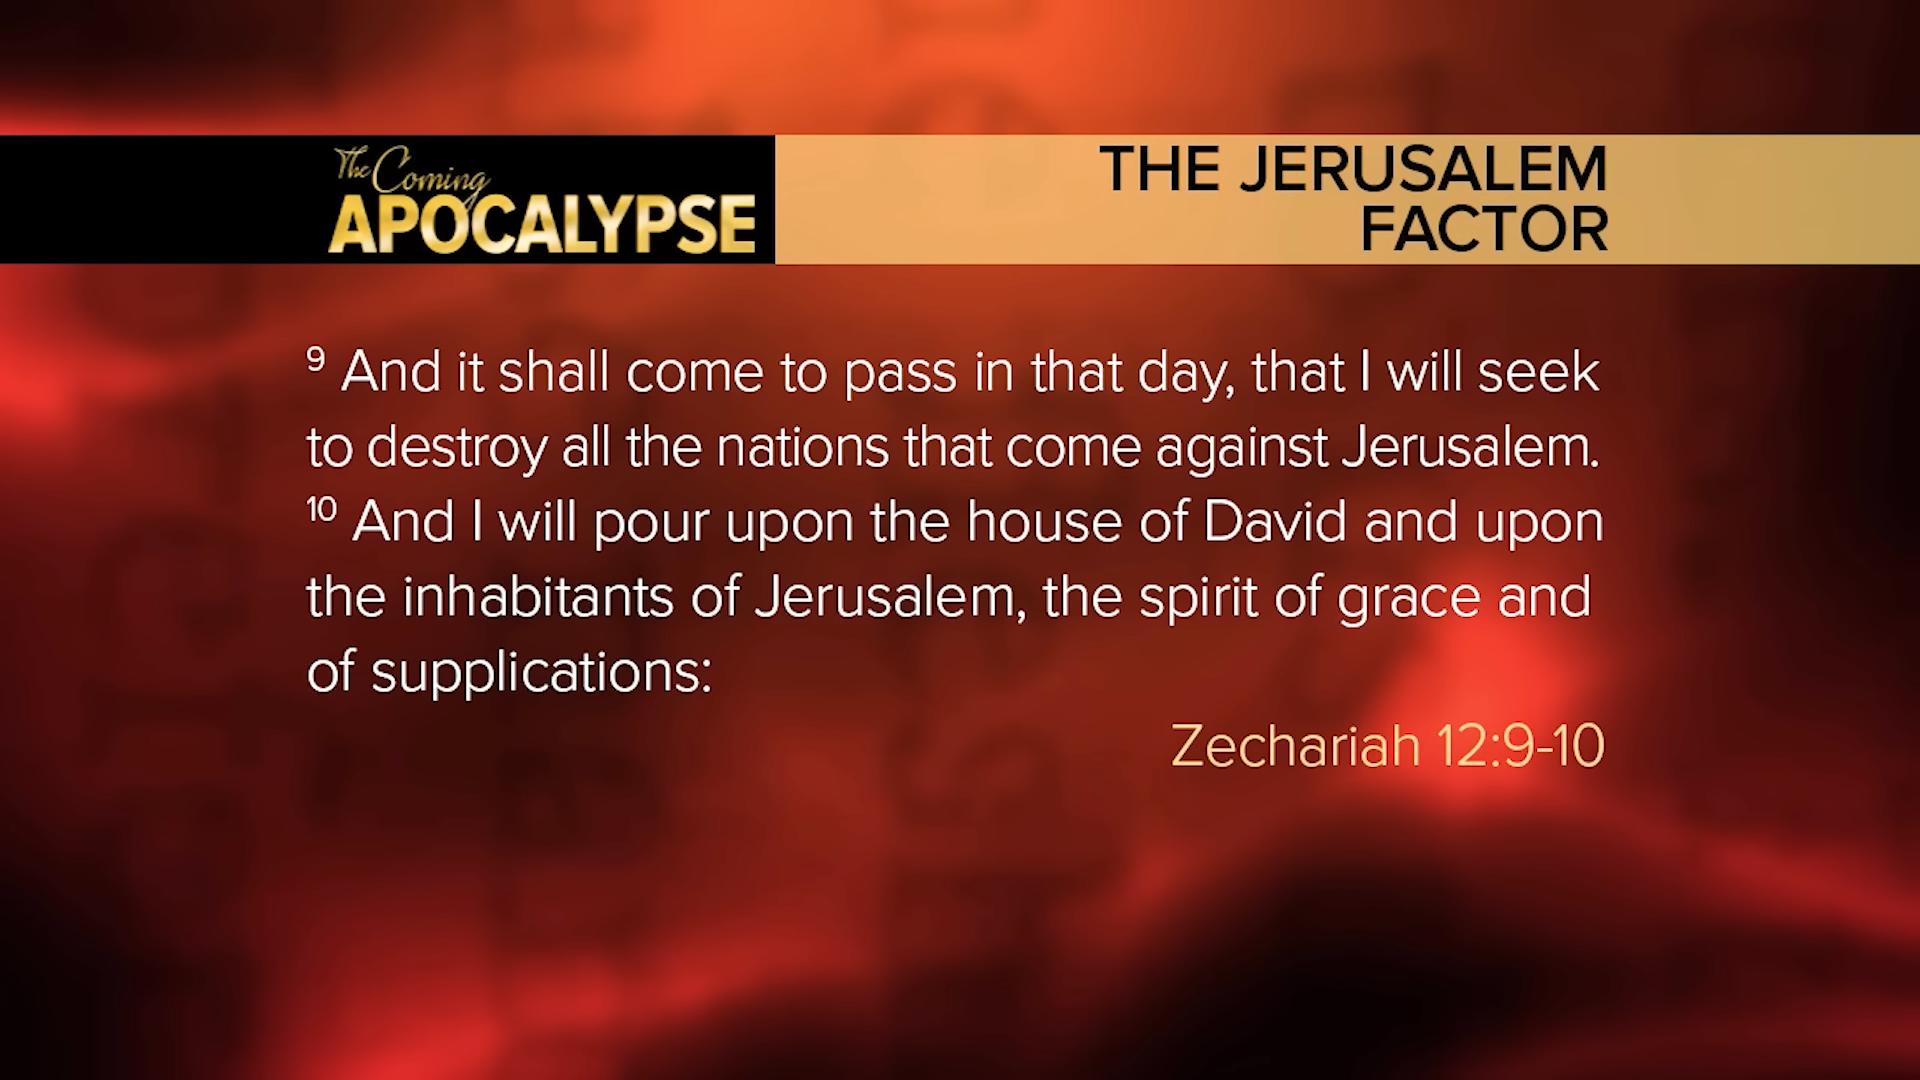 The Coming
APOCALYPSE
THE JERUSALEM
FACTOR
9 And it shall come to pass in that day, that I will seek
to destroy all the nations that come against Jerusalem.
10 And I will pour upon the house of David and upon
the inhabitants of Jerusalem, the spirit of grace and
of supplications:
Zechariah 12:9-10